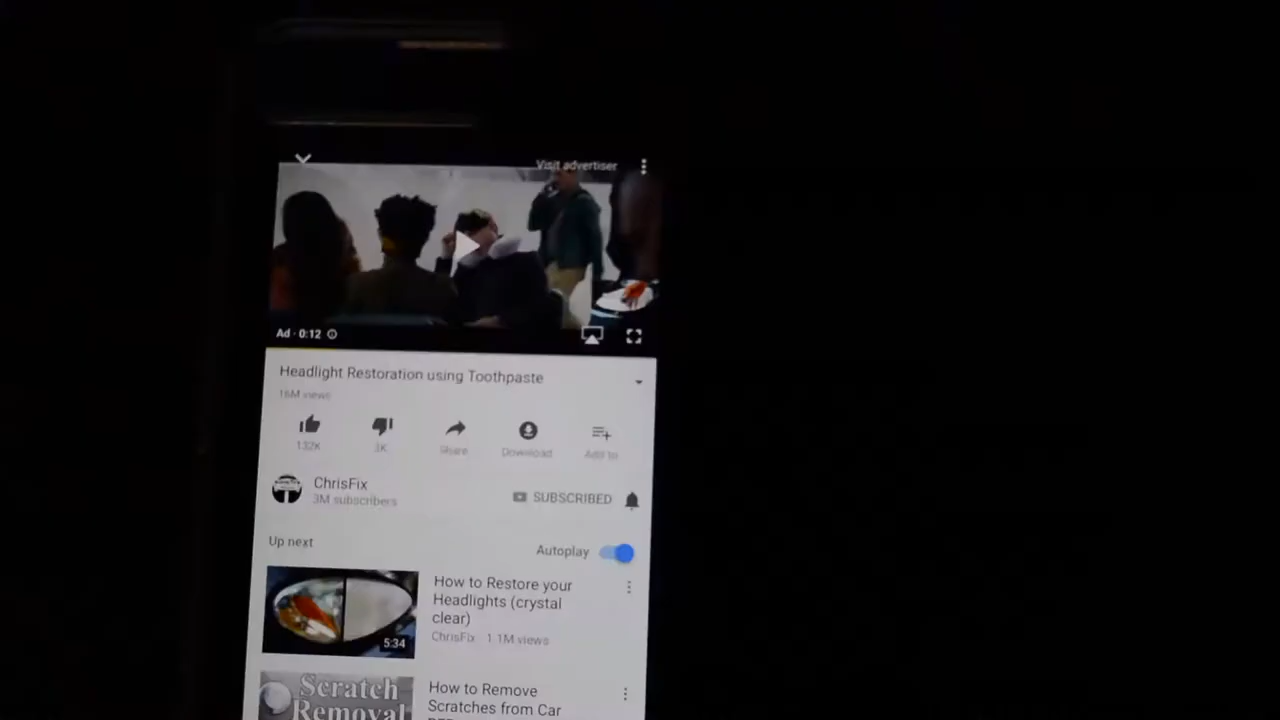 Visit advertiser
Ad · 0:12
Headlight Restoration using Toothpaste
16M views
132K
3K
Share
Download
Add to
ChrisFix
3M subscribers
SUBSCRIBED
Up next
Autoplay
How to Restore your
Headlights (crystal
clear)
ChrisFix · 1.1M views
5:34
Scratch
Removal
How to Remove
Scratches from Car